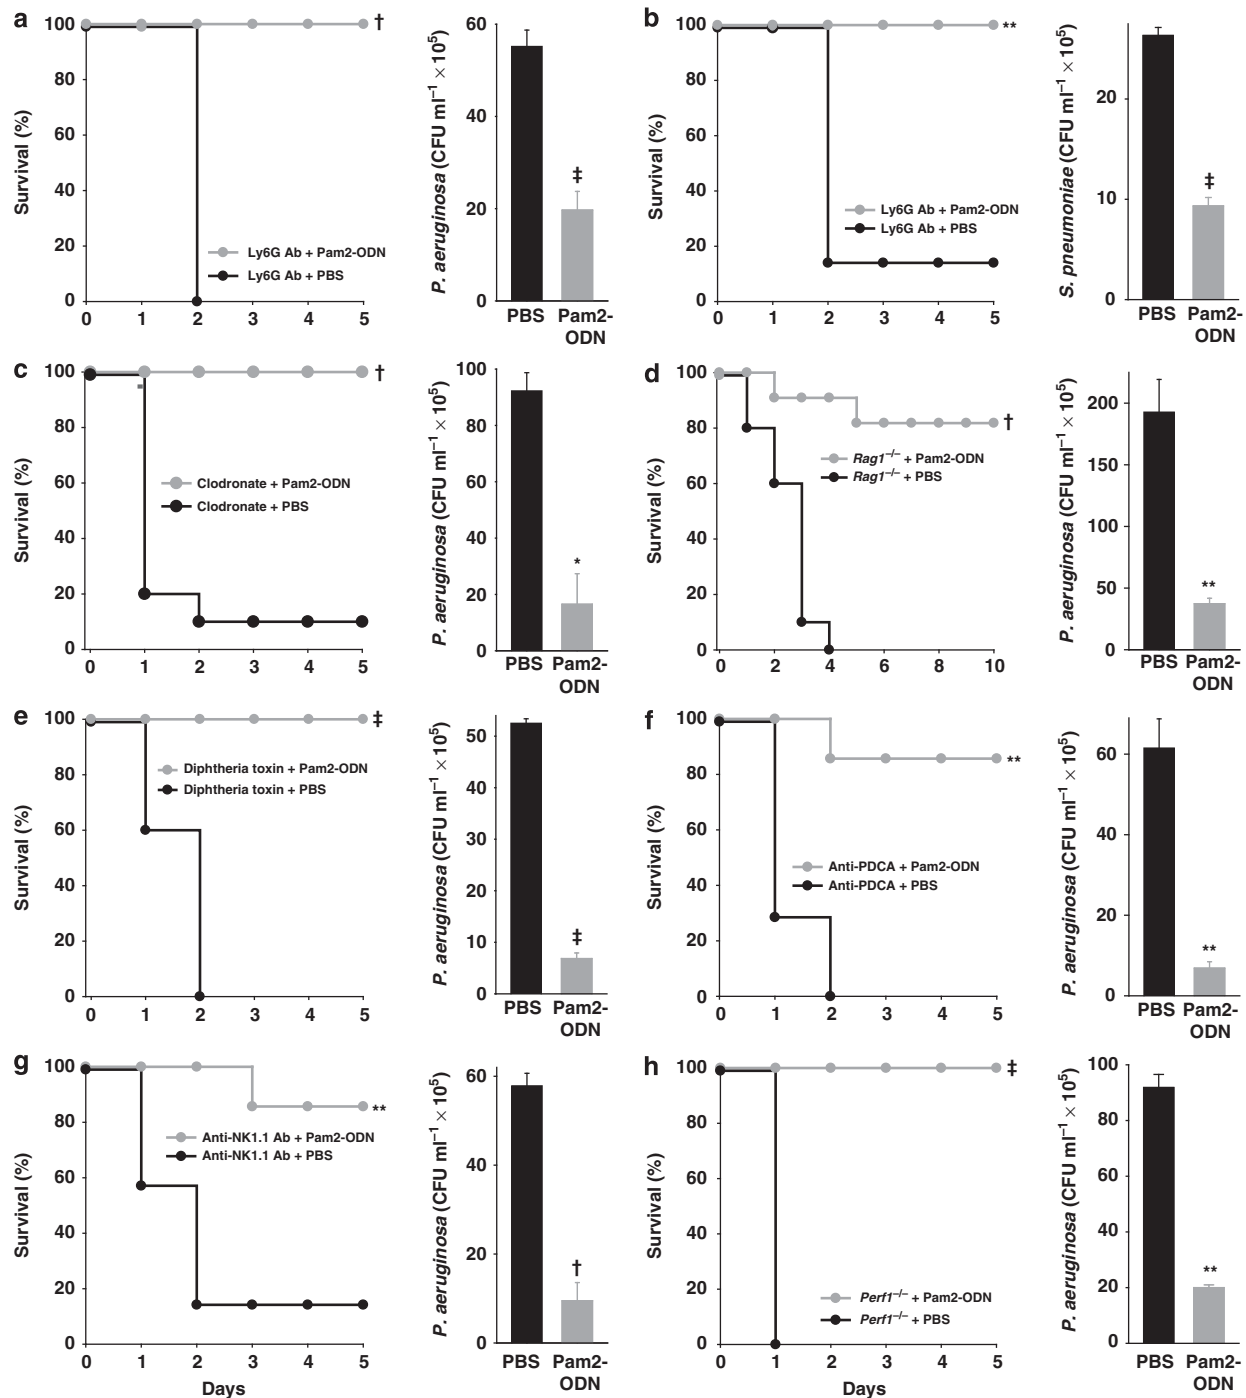 a
100
80
60
40
20
0
Survival (%)
0 1 2 3 4 5
†
Ly6G Ab + Pam2-ODN
Ly6G Ab + PBS
P. aeruginosa (CFU ml⁻¹ × 10⁵)
60
40
20
0
‡
PBS Pam2-
ODN
b
100
80
60
40
20
0
Survival (%)
0 1 2 3 4 5
**
Ly6G Ab + Pam2-ODN
Ly6G Ab + PBS
S. pneumoniae (CFU ml⁻¹ × 10⁵)
20
10
0
‡
PBS Pam2-
ODN
c
100
80
60
40
20
0
Survival (%)
0 1 2 3 4 5
†
Clodronate + Pam2-ODN
Clodronate + PBS
P. aeruginosa (CFU ml⁻¹ × 10⁵)
100
80
60
40
20
0
*
PBS Pam2-
ODN
d
100
80
60
40
20
0
Survival (%)
0 2 4 6 8 10
†
Rag1⁻/⁻ + Pam2-ODN
Rag1⁻/⁻ + PBS
P. aeruginosa (CFU ml⁻¹ × 10⁵)
200
150
100
50
0
**
PBS Pam2-
ODN
e
100
80
60
40
20
0
Survival (%)
0 1 2 3 4 5
‡
Diphtheria toxin + Pam2-ODN
Diphtheria toxin + PBS
P. aeruginosa (CFU ml⁻¹ × 10⁵)
50
40
30
20
10
0
‡
PBS Pam2-
ODN
f
100
80
60
40
20
0
Survival (%)
0 1 2 3 4 5
**
Anti-PDCA + Pam2-ODN
Anti-PDCA + PBS
P. aeruginosa (CFU ml⁻¹ × 10⁵)
60
40
20
0
**
PBS Pam2-
ODN
g
100
80
60
40
20
0
Survival (%)
0 1 2 3 4 5
Days
**
Anti-NK1.1 Ab + Pam2-ODN
Anti-NK1.1 Ab + PBS
P. aeruginosa (CFU ml⁻¹ × 10⁵)
60
40
20
0
†
PBS Pam2-
ODN
h
100
80
60
40
20
0
Survival (%)
0 1 2 3 4 5
Days
‡
Perf1⁻/⁻ + Pam2-ODN
Perf1⁻/⁻ + PBS
P. aeruginosa (CFU ml⁻¹ × 10⁵)
100
80
60
40
20
0
**
PBS Pam2-
ODN